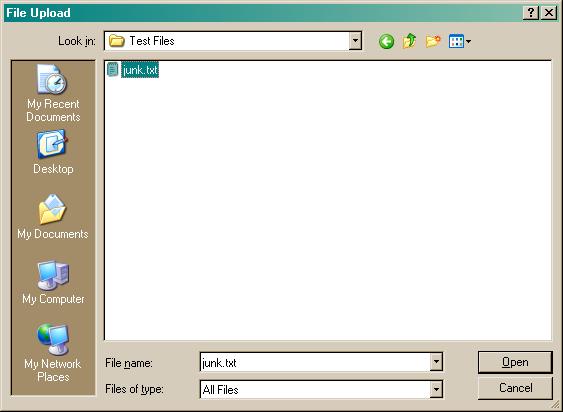 File Upload
Look in: Test Files
junk.txt
My Recent
Documents
Desktop
My Documents
My Computer
My Network
Places
File name: junk.txt Open
Files of type: All Files Cancel